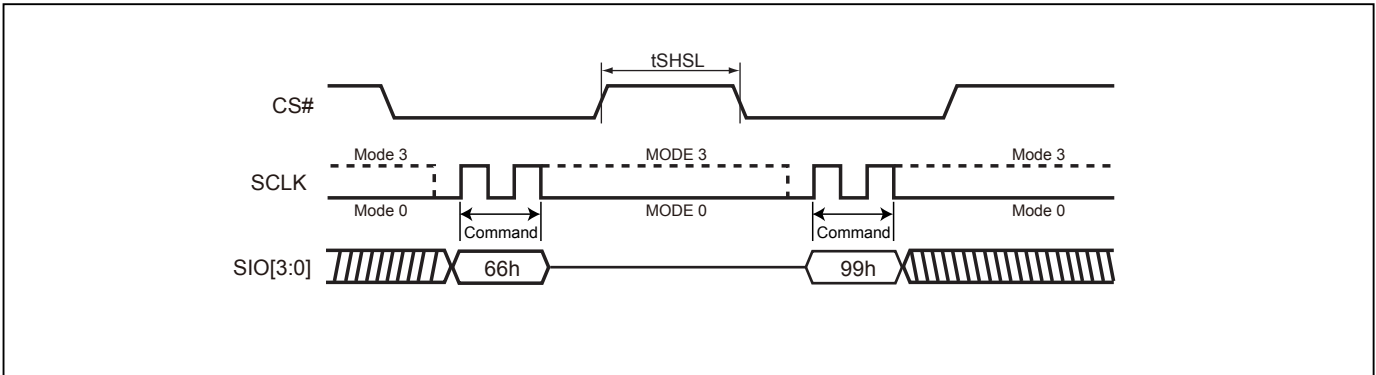 tSHSL
CS#
Mode 3 MODE 3 Mode 3
SCLK
Mode 0 MODE 0 Mode 0
Command Command
SIO[3:0] 66h 99h